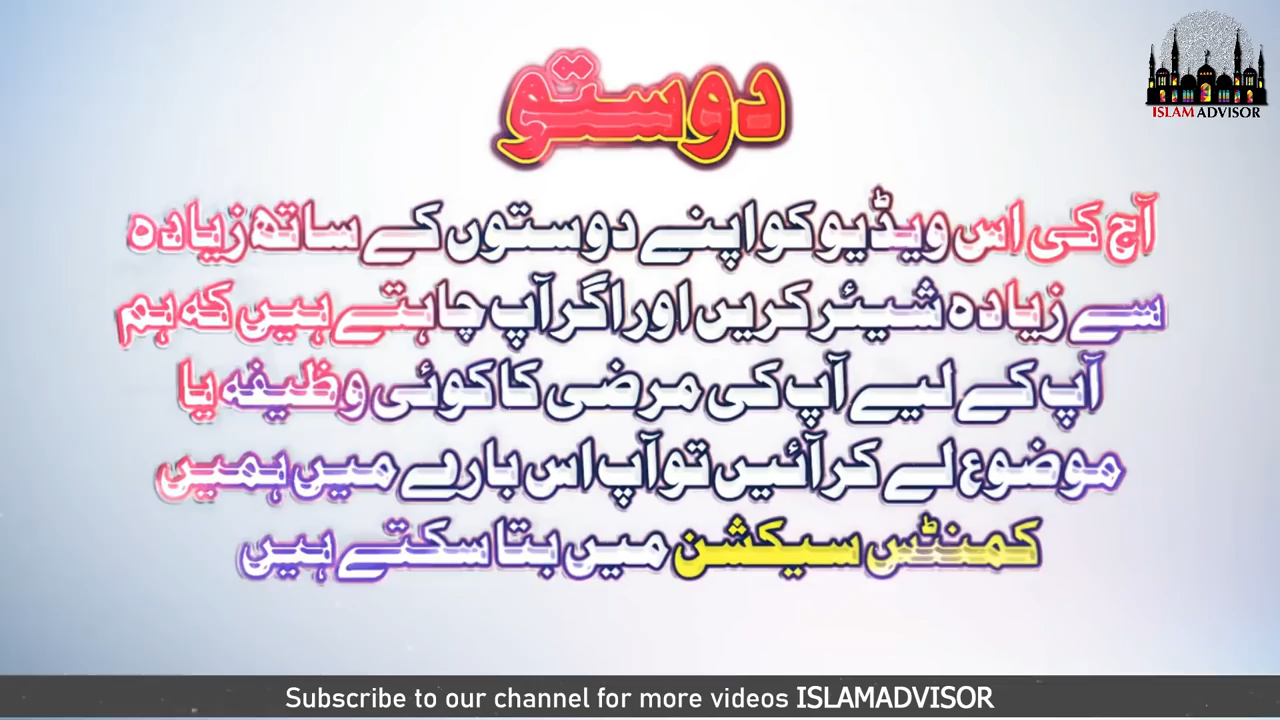 دوستو
ISLAM ADVISOR
آج کی اس ویڈیو کو اپنے دوستوں کے ساتھ زیادہ
سے زیادہ شیئر کریں اور اگر آپ چاہتے ہیں کہ ہم
آپ کے لیے آپ کی مرضی کا کوئی وظیفہ یا
موضوع لے کر آئیں تو آپ اس بارے میں ہمیں
کمنٹس سیکشن میں بتا سکتے ہیں
Subscribe to our channel for more videos ISLAMADVISOR